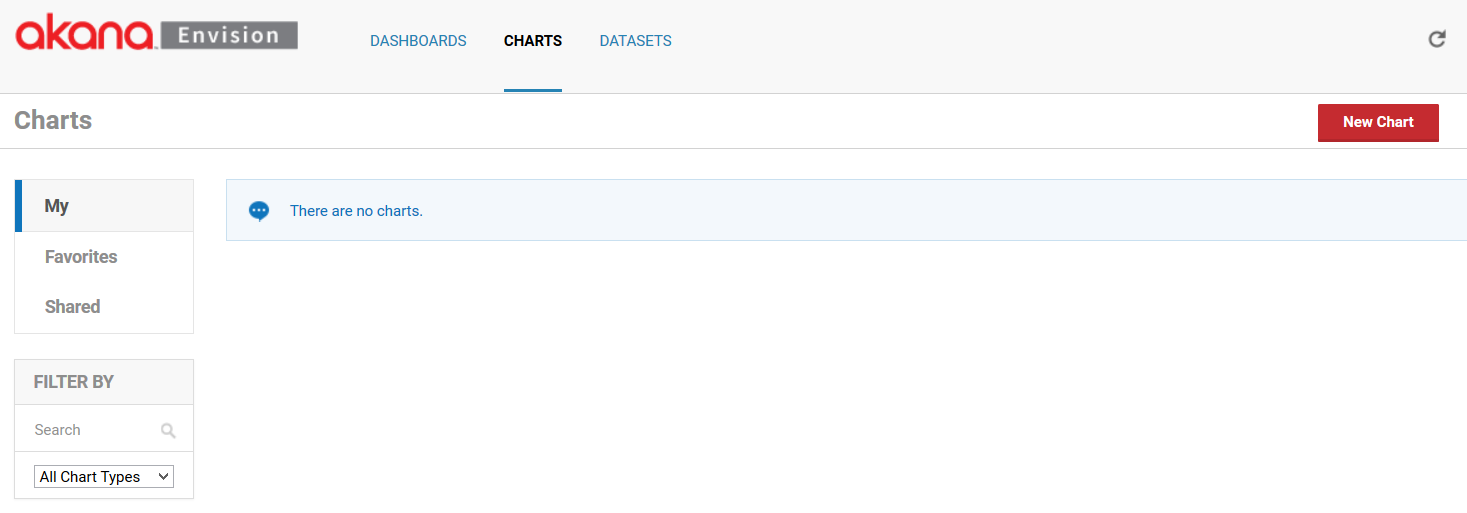 akana Envision
DASHBOARDS CHARTS DATASETS
Charts
New Chart
My
Favorites
Shared
There are no charts.
FILTER BY
Search
All Chart Types